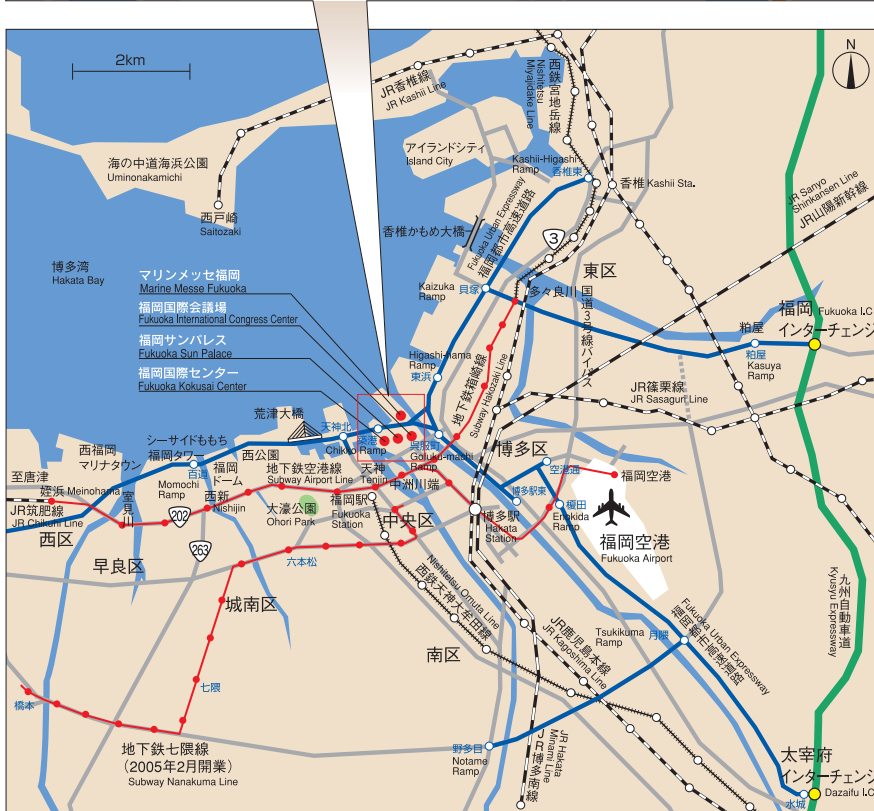 2km
N
JR香椎線
JR Kashii Line
西鉄宮地岳線
Nishitetsu
Miyajidake Line
アイランドシティ
Island City
海の中道海浜公園
Uminonakamichi
Kashii-Higashi
Ramp
香椎東
香椎 Kashii Sta.
西戸崎
Saitozaki
JR Sanyo
Shinkansen Line
JR山陽新幹線
香椎かもめ大橋
Fukuoka Urban Expressway
福岡都市高速道路
3
東区
博多湾
Hakata Bay
マリンメッセ福岡
Marine Messe Fukuoka
福岡国際会議場
Fukuoka International Congress Center
福岡サンパレス
Fukuoka Sun Palace
福岡国際センター
Fukuoka Kokusai Center
Kaizuka
Ramp
貝塚
多々良川
国道3号線バイパス
福岡 Fukuoka I.C
インターチェンジ
粕屋
粕屋
Kasuya
Ramp
Higashi-hama
Ramp
東浜
地下鉄箱崎線
Subway Hakozaki Line
JR篠栗線
JR Sasaguri Line
荒津大橋
天神北
築港
Chikko Ramp
呉服町
Gofuku-machi
Ramp
博多区
シーサイドももち
福岡タワー
西福岡
マリナタウン
西公園
福岡
ドーム
百道
Momochi
Ramp
地下鉄空港線
Subway Airport Line
天神
Tenjin
中洲川端
空港通
福岡空港
至唐津
姪浜 Meinohama
室見川
西新
Nishijin
大濠公園
Ohori Park
福岡駅
Fukuoka
Station
博多駅東
榎田
Enokida
Ramp
JR筑肥線
JR Chikuhi Line
202
中央区
博多駅
Hakata
Station
福岡空港
Fukuoka Airport
西区
263
早良区
六本松
城南区
Nishitetsu Omuta Line
西鉄天神大牟田線
九州自動車道
Kyusyu Expressway
南区
JR鹿児島本線
JR Kagoshima Line
Tsukikuma
Ramp
月隈
Fukuoka Urban Expressway
福岡都市高速道路
七隈
橋本
地下鉄七隈線
(2005年2月開業)
Subway Nanakuma Line
野多目
Notame
Ramp
JR Hakata
Minami Line
JR博多南線
太宰府
インターチェンジ
Dazaifu I.C
水城